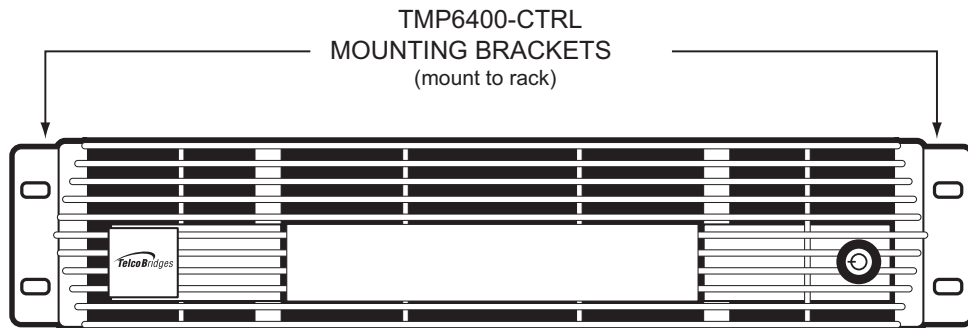 TMP6400-CTRL
MOUNTING BRACKETS
(mount to rack)
TelcoBridges